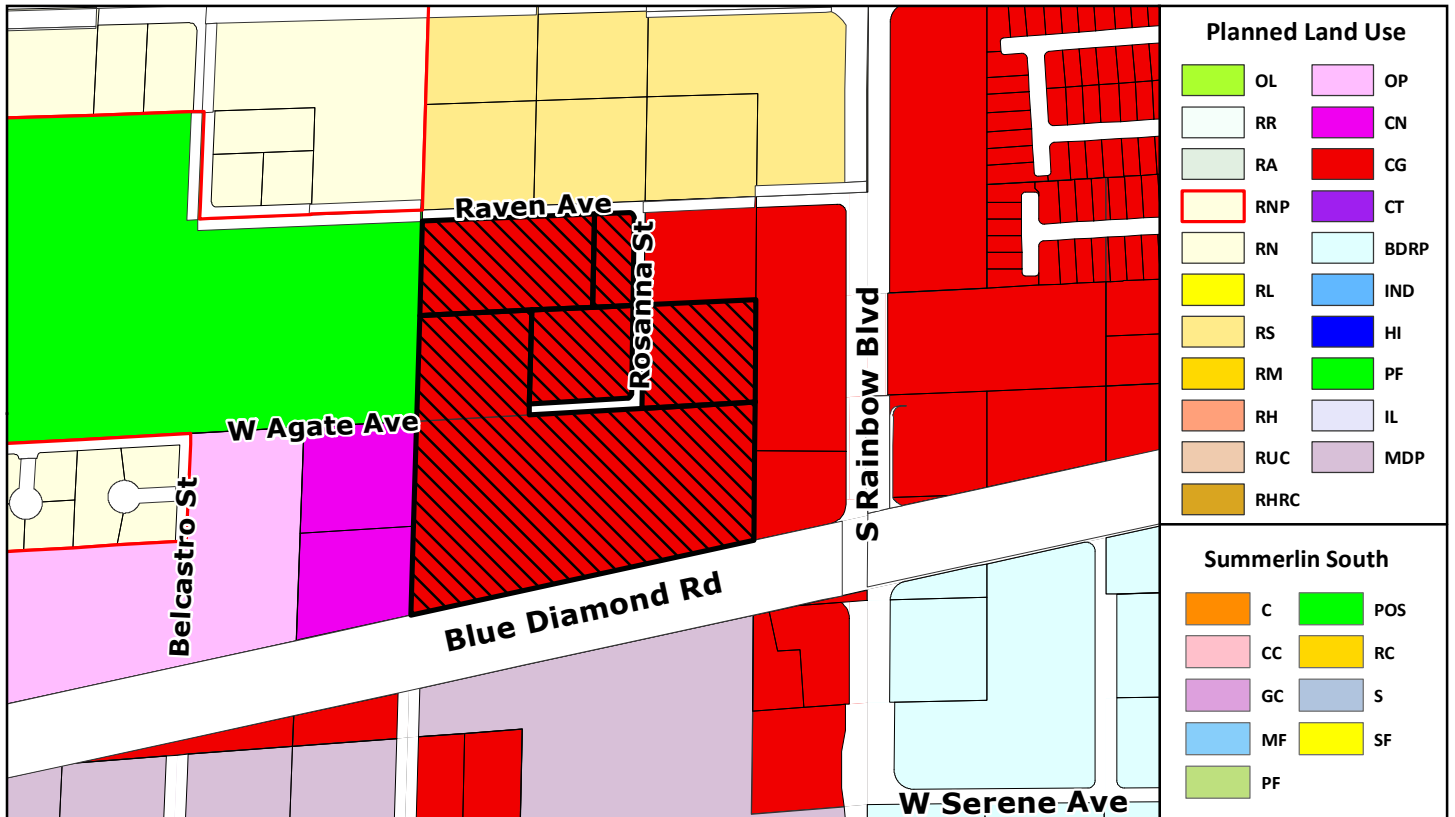 Raven Ave
Rosanna St
W Agate Ave
S Rainbow Blvd
Belcastro St
Blue Diamond Rd
W Serene Ave
Planned Land Use
OL OP
RR CN
RA CG
RNP CT
RN BDRP
RL IND
RS HI
RM PF
RH IL
RUC MDP
RHRC
Summerlin South
C POS
CC RC
GC S
MF SF
PF